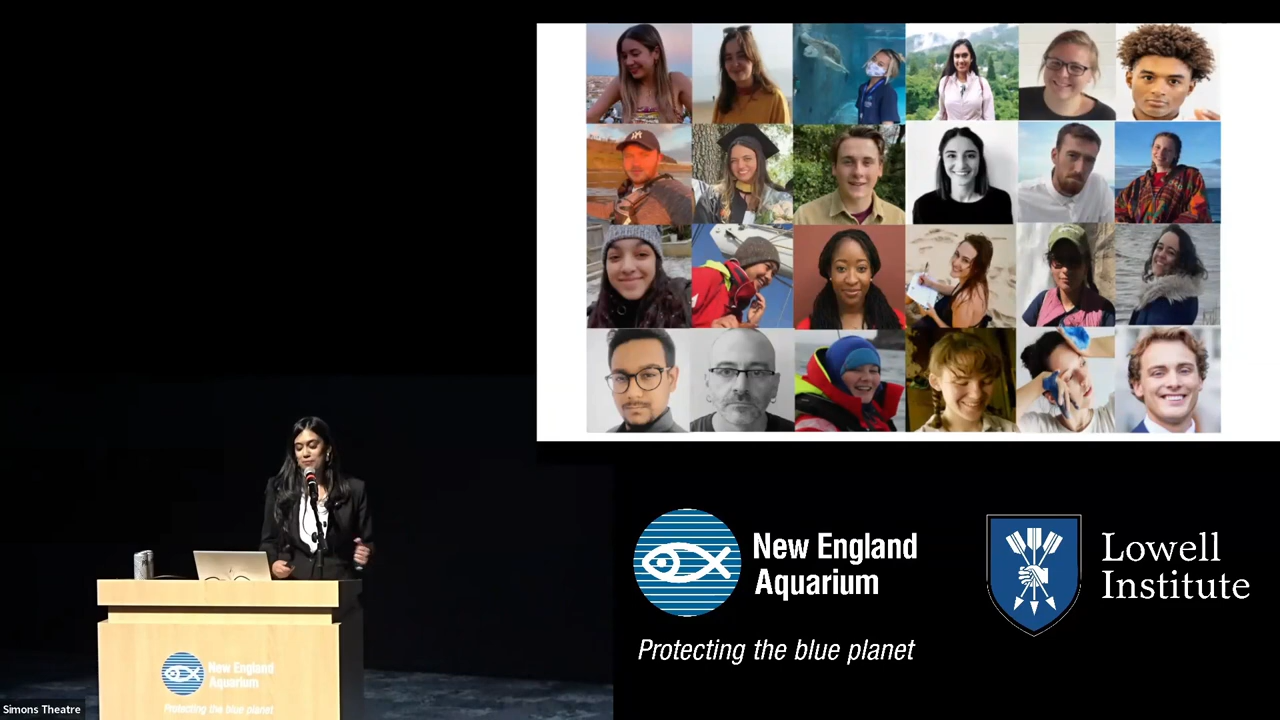 New England
Aquarium
Protecting the blue planet
Lowell
Institute
New England
Aquarium
Protecting the blue planet
Simons Theatre